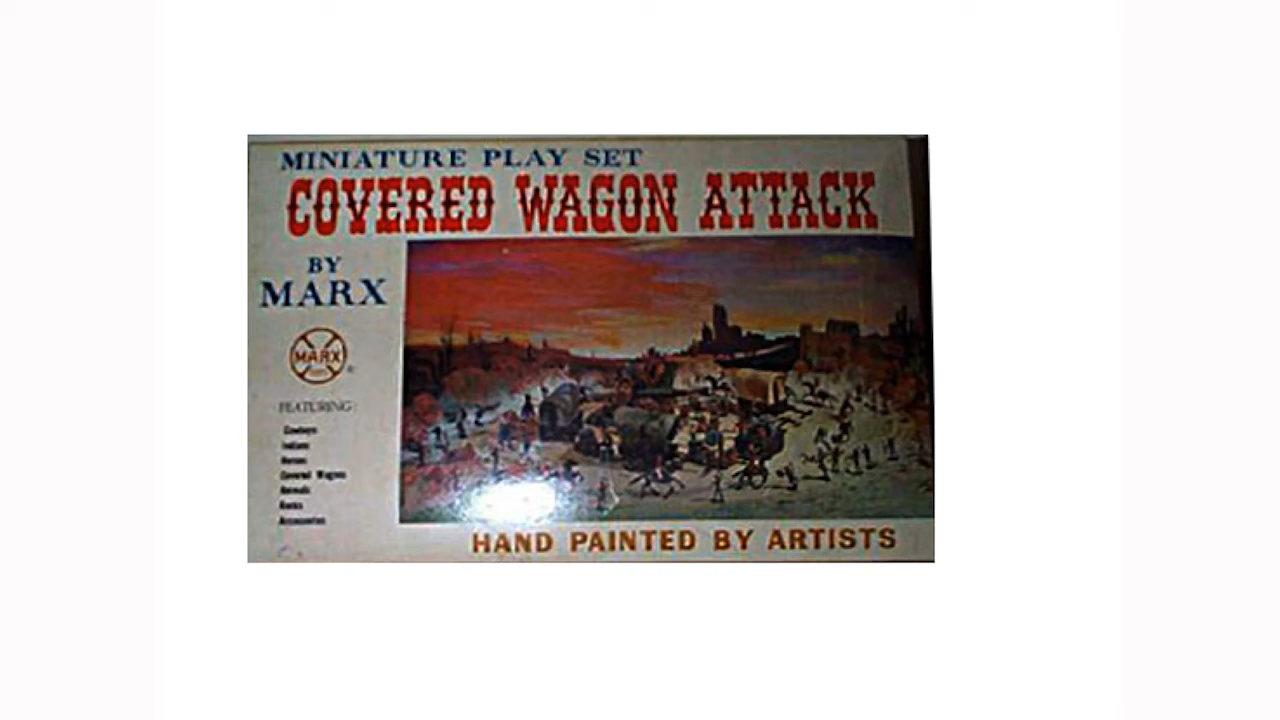 MINIATURE PLAY SET
COVERED WAGON ATTACK
BY
MARX
MARX
®
FEATURING:
Cowboys
Indians
Horses
Covered Wagons
Animals
Rocks
Accessories
HAND PAINTED BY ARTISTS